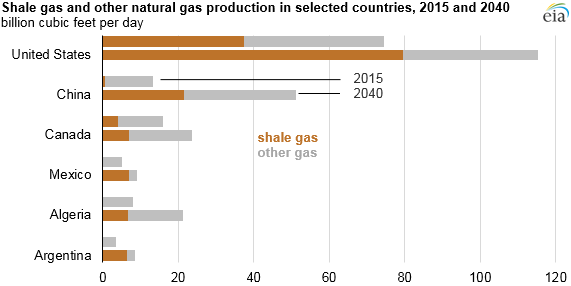 Shale gas and other natural gas production in selected countries, 2015 and 2040
billion cubic feet per day
eia
United States
2015
China
2040
Canada
shale gas
other gas
Mexico
Algeria
Argentina
0 20 40 60 80 100 120